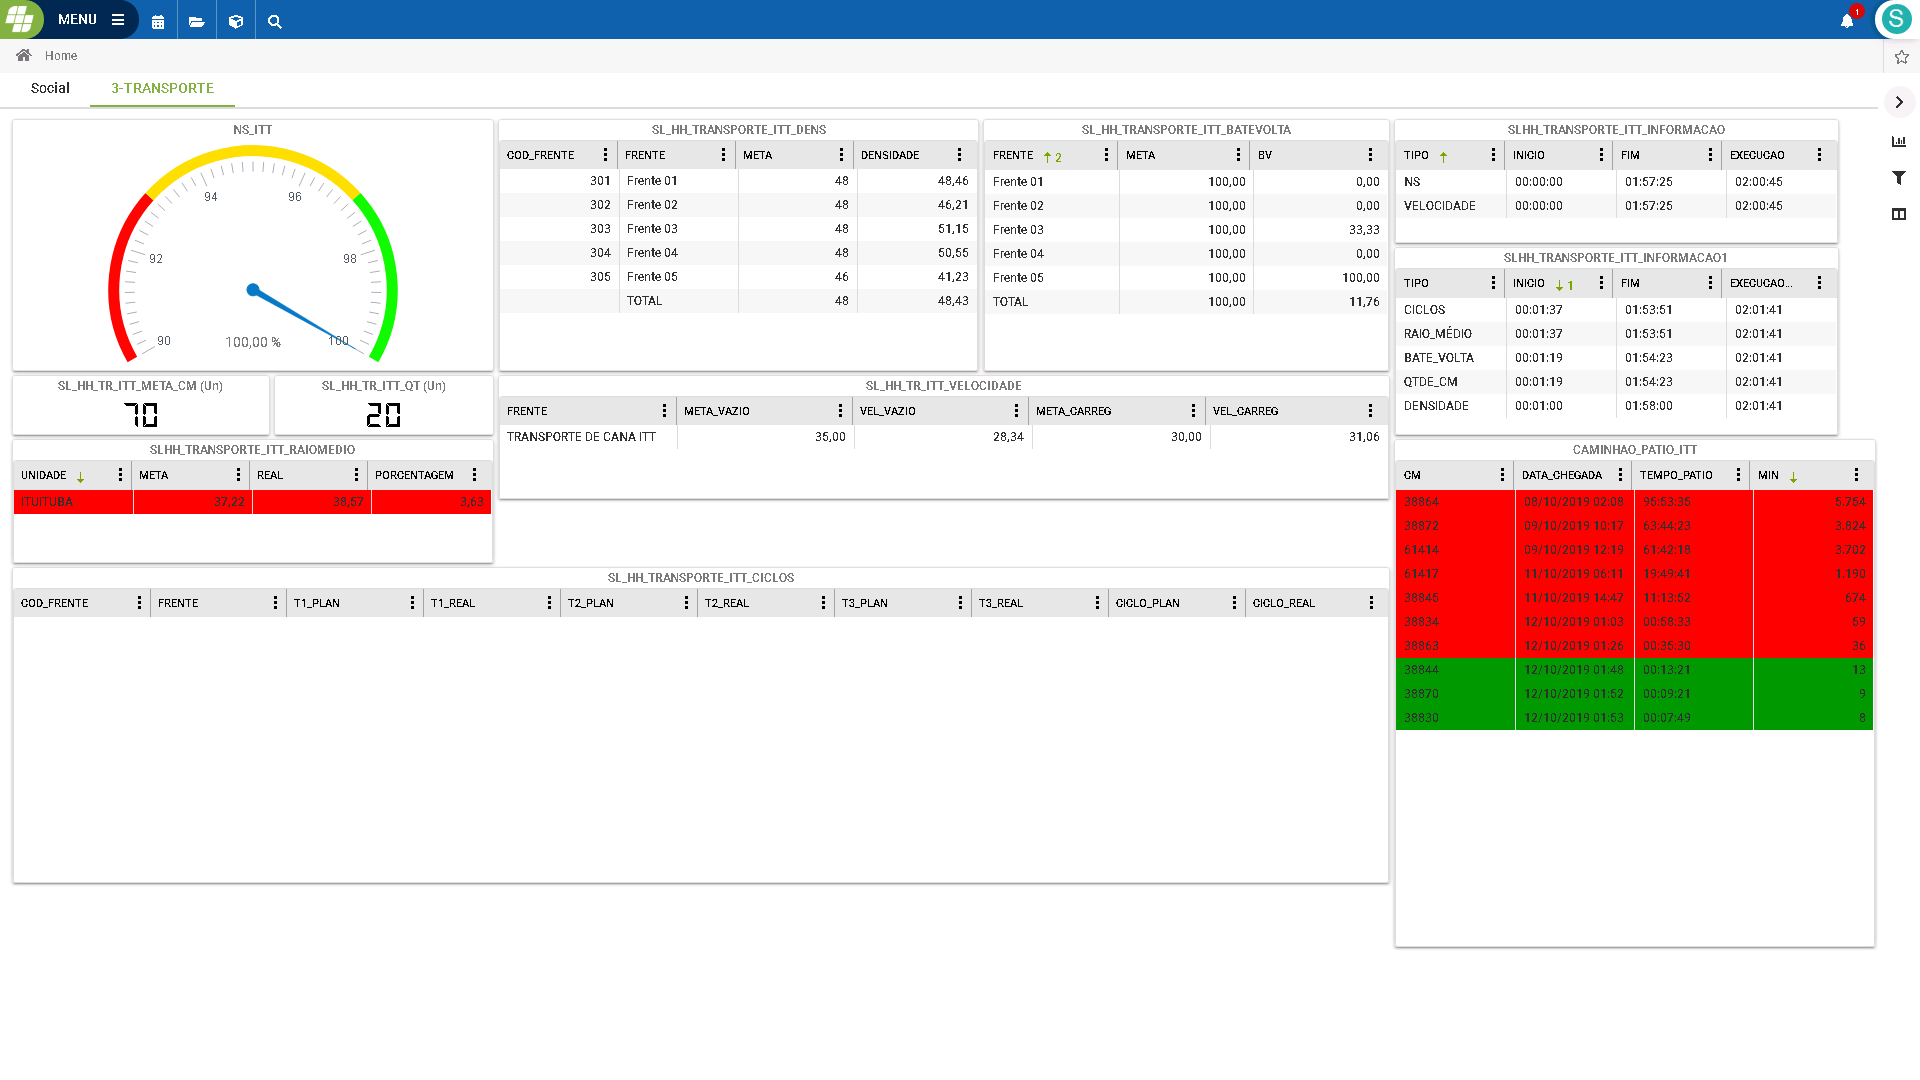 MENU
1
S
Home
Social
3-TRANSPORTE
NS_ITT
90
92
94
96
98
100
100,00 %
SL_HH_TR_ITT_META_CM (Un)
70
SL_HH_TR_ITT_QT (Un)
20
SLHH_TRANSPORTE_ITT_RAIOMEDIO
UNIDADE META REAL PORCENTAGEM
ITUITUBA 37,22 38,57 3,63
SL_HH_TRANSPORTE_ITT_DENS
COD_FRENTE FRENTE META DENSIDADE
301 Frente 01 48 48,46
302 Frente 02 48 46,21
303 Frente 03 48 51,15
304 Frente 04 48 50,55
305 Frente 05 46 41,23
TOTAL 48 48,43
SL_HH_TRANSPORTE_ITT_BATEVOLTA
FRENTE 2 META BV
Frente 01 100,00 0,00
Frente 02 100,00 0,00
Frente 03 100,00 33,33
Frente 04 100,00 0,00
Frente 05 100,00 100,00
TOTAL 100,00 11,76
SL_HH_TR_ITT_VELOCIDADE
FRENTE META_VAZIO VEL_VAZIO META_CARREG VEL_CARREG
TRANSPORTE DE CANA ITT 35,00 28,34 30,00 31,06
SL_HH_TRANSPORTE_ITT_CICLOS
COD_FRENTE FRENTE T1_PLAN T1_REAL T2_PLAN T2_REAL T3_PLAN T3_REAL CICLO_PLAN CICLO_REAL
SLHH_TRANSPORTE_ITT_INFORMACAO
TIPO INICIO FIM EXECUCAO
NS 00:00:00 01:57:25 02:00:45
VELOCIDADE 00:00:00 01:57:25 02:00:45
SLHH_TRANSPORTE_ITT_INFORMACAO1
TIPO INICIO 1 FIM EXECUCAO...
CICLOS 00:01:37 01:53:51 02:01:41
RAIO_MÉDIO 00:01:37 01:53:51 02:01:41
BATE_VOLTA 00:01:19 01:54:23 02:01:41
QTDE_CM 00:01:19 01:54:23 02:01:41
DENSIDADE 00:01:00 01:58:00 02:01:41
CAMINHAO_PATIO_ITT
CM DATA_CHEGADA TEMPO_PATIO MIN
38864 08/10/2019 02:08 95:53:35 5.754
38872 09/10/2019 10:17 63:44:23 3.824
61414 09/10/2019 12:19 61:42:18 3.702
61417 11/10/2019 06:11 19:49:41 1.190
38845 11/10/2019 14:47 11:13:52 674
38834 12/10/2019 01:03 00:58:33 59
38863 12/10/2019 01:26 00:35:30 36
38844 12/10/2019 01:48 00:13:21 13
38870 12/10/2019 01:52 00:09:21 9
38830 12/10/2019 01:53 00:07:49 8